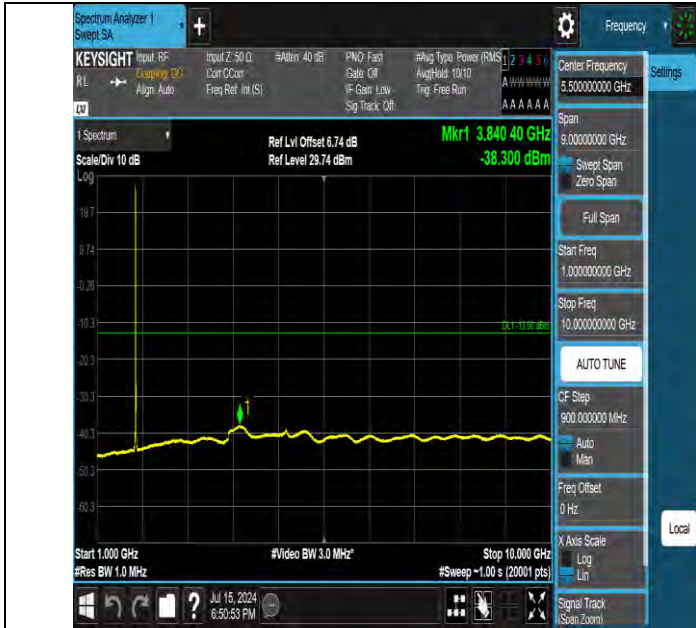 Spectrum Analyzer 1
Swept SA
+
Frequency
KEYSIGHT
RL
Input: RF
Coupling: DC
Align: Auto
Input Z: 50 Ω
Corr CCorr
Freq Ref: Int (S)
#Atten: 40 dB
PNO: Fast
Gate: Off
IF Gain: Low
Sig Track: Off
#Avg Type: Power (RMS
Avg|Hold: 10/10
Trig: Free Run
1 2 3 4 5 6
A W W W W W
A A A A A A
1 Spectrum
Scale/Div 10 dB
Log
Ref Lvl Offset 6.74 dB
Ref Level 29.74 dBm
Mkr1 3.840 40 GHz
-38.300 dBm
19.7
9.74
-0.26
-10.3
-20.3
-30.3
-40.3
-50.3
-60.3
DL1 -13.00 dBm
1
Start 1.000 GHz
#Res BW 1.0 MHz
#Video BW 3.0 MHz*
Stop 10.000 GHz
#Sweep ~1.00 s (20001 pts)
?
Jul 15, 2024
6:50:53 PM
Center Frequency
5.500000000 GHz
Settings
Span
9.00000000 GHz
Swept Span
Zero Span
Full Span
Start Freq
1.000000000 GHz
Stop Freq
10.000000000 GHz
AUTO TUNE
CF Step
900.000000 MHz
Auto
Man
Freq Offset
0 Hz
Local
X Axis Scale
Log
Lin
Signal Track
(Span Zoom)